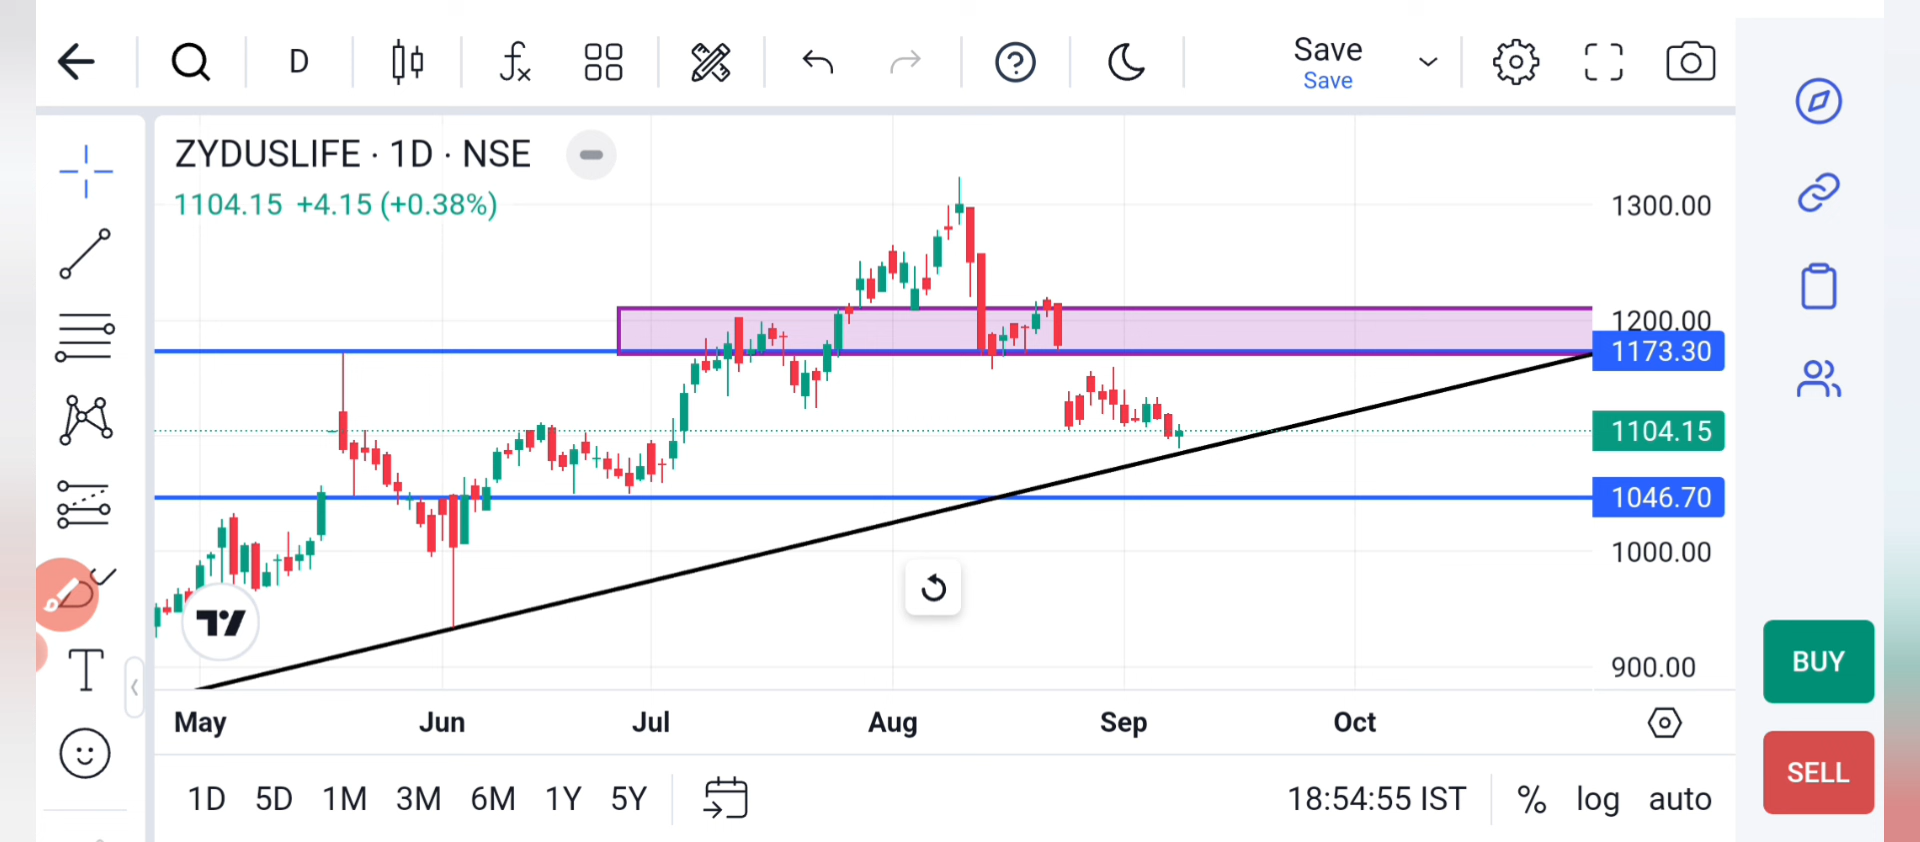 D
fx
Save
Save
ZYDUSLIFE · 1D · NSE
1104.15 +4.15 (+0.38%)
1300.00
1200.00
1173.30
1104.15
1046.70
1000.00
900.00
T
May Jun Jul Aug Sep Oct
1D 5D 1M 3M 6M 1Y 5Y
18:54:55 IST % log auto
BUY
SELL